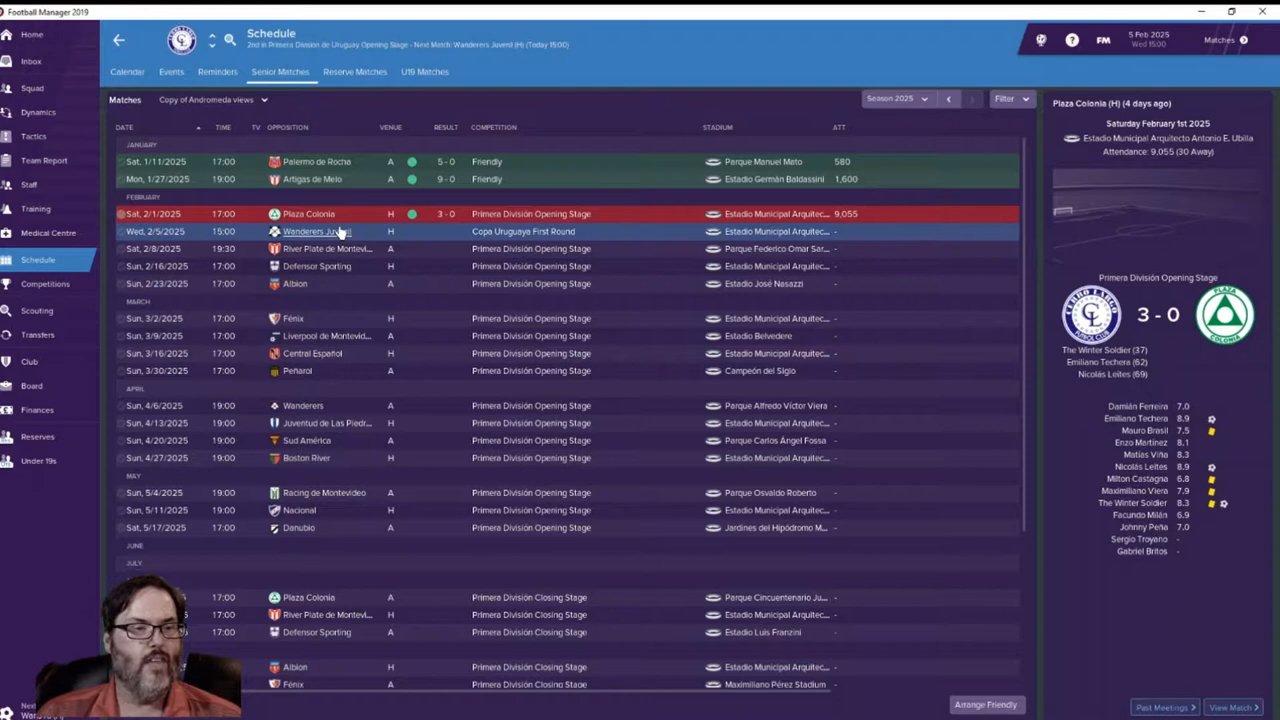 Football Manager 2019
Home
Inbox
Squad
Dynamics
Tactics
Team Report
Staff
Training
Medical Centre
Schedule
Competitions
Scouting
Transfers
Club
Board
Finances
Reserves
Under 19s
Schedule
2nd in Primera División de Uruguay Opening Stage - Next Match: Wanderers Juvenil (H) (Today 15:00)
FM
5 Feb 2025
Wed 15:00
Matches
Calendar Events Reminders Senior Matches Reserve Matches U19 Matches
Matches Copy of Andromeda views Season 2025 Filter
DATE TIME TV OPPOSITION VENUE RESULT COMPETITION STADIUM ATT
JANUARY
Sat, 1/11/2025 17:00 Palermo de Rocha A 5 - 0 Friendly Parque Manuel Mato 580
Mon, 1/27/2025 19:00 Artigas de Melo A 9 - 0 Friendly Estadio Germán Baldassini 1,600
FEBRUARY
Sat, 2/1/2025 17:00 Plaza Colonia H 3 - 0 Primera División Opening Stage Estadio Municipal Arquitec... 9,055
Wed, 2/5/2025 15:00 Wanderers Juvenil H Copa Uruguaya First Round Estadio Municipal Arquitec... -
Sat, 2/8/2025 19:30 River Plate de Montevi... A Primera División Opening Stage Parque Federico Omar Sar... -
Sun, 2/16/2025 17:00 Defensor Sporting H Primera División Opening Stage Estadio Municipal Arquitec... -
Sun, 2/23/2025 17:00 Albion A Primera División Opening Stage Estadio José Nasazzi -
MARCH
Sun, 3/2/2025 17:00 Fénix H Primera División Opening Stage Estadio Municipal Arquitec... -
Sun, 3/9/2025 17:00 Liverpool de Montevid... A Primera División Opening Stage Estadio Belvedere -
Sun, 3/16/2025 17:00 Central Español H Primera División Opening Stage Estadio Municipal Arquitec... -
Sun, 3/30/2025 17:00 Peñarol A Primera División Opening Stage Campeón del Siglo -
APRIL
Sun, 4/6/2025 19:00 Wanderers A Primera División Opening Stage Parque Alfredo Víctor Viera -
Sun, 4/13/2025 19:00 Juventud de Las Piedr... H Primera División Opening Stage Estadio Municipal Arquitec... -
Sun, 4/20/2025 19:00 Sud América A Primera División Opening Stage Parque Carlos Ángel Fossa -
Sun, 4/27/2025 19:00 Boston River H Primera División Opening Stage Estadio Municipal Arquitec... -
MAY
Sun, 5/4/2025 19:00 Racing de Montevideo A Primera División Opening Stage Parque Osvaldo Roberto -
Sun, 5/11/2025 19:00 Nacional H Primera División Opening Stage Estadio Municipal Arquitec... -
Sat, 5/17/2025 17:00 Danubio A Primera División Opening Stage Jardines del Hipódromo M... -
JUNE
JULY
17:00 Plaza Colonia A Primera División Closing Stage Parque Cincuentenario Ju... -
17:00 River Plate de Montevi... H Primera División Closing Stage Estadio Municipal Arquitec... -
17:00 Defensor Sporting A Primera División Closing Stage Estadio Luis Franzini -
17:00 Albion H Primera División Closing Stage Estadio Municipal Arquitec... -
17:00 Fénix A Primera División Closing Stage Maximiliano Pérez Stadium -
Arrange Friendly
Plaza Colonia (H) (4 days ago)
Saturday February 1st 2025
Estadio Municipal Arquitecto Antonio E. Ubilla
Attendance: 9,055 (30 Away)
Primera División Opening Stage
3 - 0
The Winter Soldier (37)
Emiliano Techera (62)
Nicolás Leites (69)
Damián Ferreira 7.0
Emiliano Techera 8.9
Mauro Brasil 7.5
Enzo Martínez 8.1
Matías Viña 8.3
Nicolás Leites 8.9
Milton Castagna 6.8
Maximiliano Viera 7.9
The Winter Soldier 8.3
Facundo Milán 6.9
Johnny Peña 7.0
Sergio Troyano -
Gabriel Britos -
Past Meetings View Match